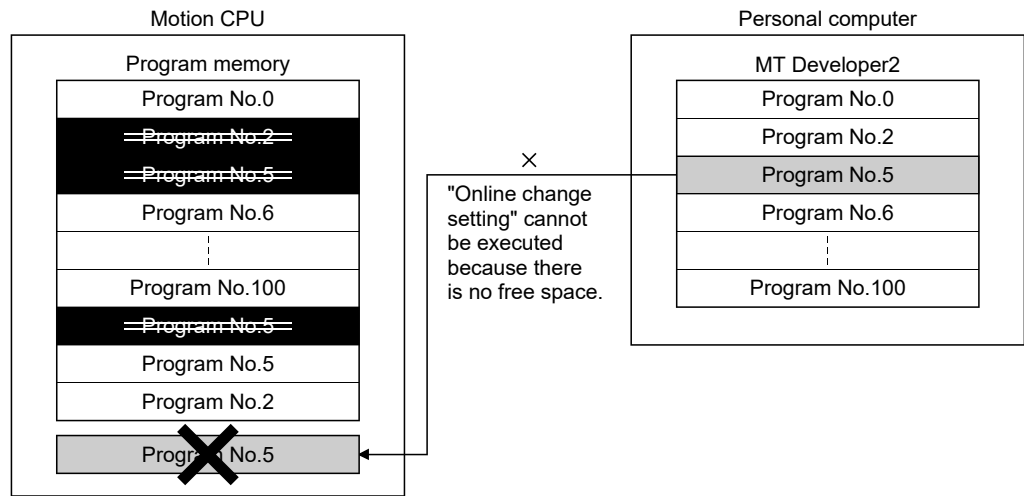 Motion CPU
Program memory
Program No.0
Program No.2
Program No.5
Program No.6
Program No.100
Program No.5
Program No.5
Program No.2
Program No.5
×
"Online change
setting" cannot
be executed
because there
is no free space.
Personal computer
MT Developer2
Program No.0
Program No.2
Program No.5
Program No.6
Program No.100